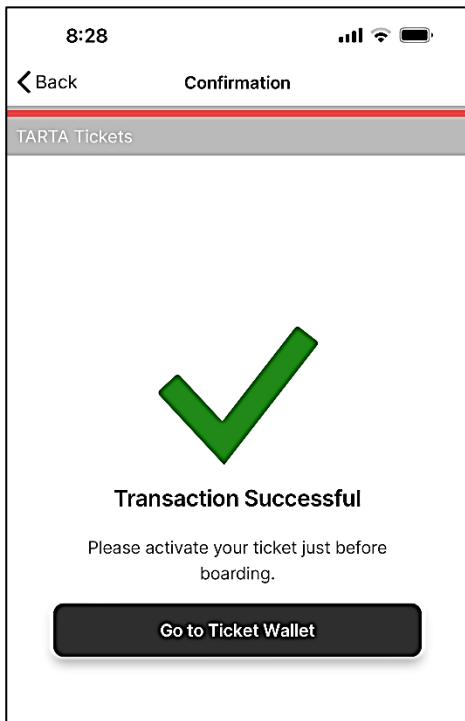 8:28
Back
Confirmation
TARTA Tickets
Transaction Successful
Please activate your ticket just before
boarding.
Go to Ticket Wallet